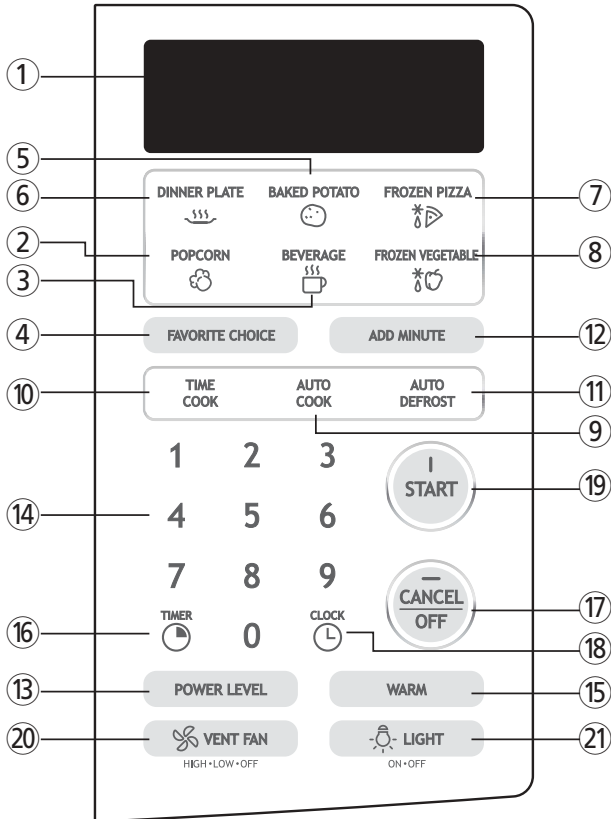 ①
⑤
⑥ DINNER PLATE BAKED POTATO FROZEN PIZZA ⑦
② POPCORN BEVERAGE FROZEN VEGETABLE ⑧
③
④ FAVORITE CHOICE ADD MINUTE ⑫
⑩ TIME COOK AUTO COOK AUTO DEFROST ⑪
⑨
1 2 3
START ⑲
⑭ 4 5 6
7 8 9
CANCEL OFF ⑰
⑯ TIMER 0 CLOCK ⑱
⑬ POWER LEVEL WARM ⑮
⑳ VENT FAN LIGHT ㉑
HIGH•LOW•OFF ON•OFF